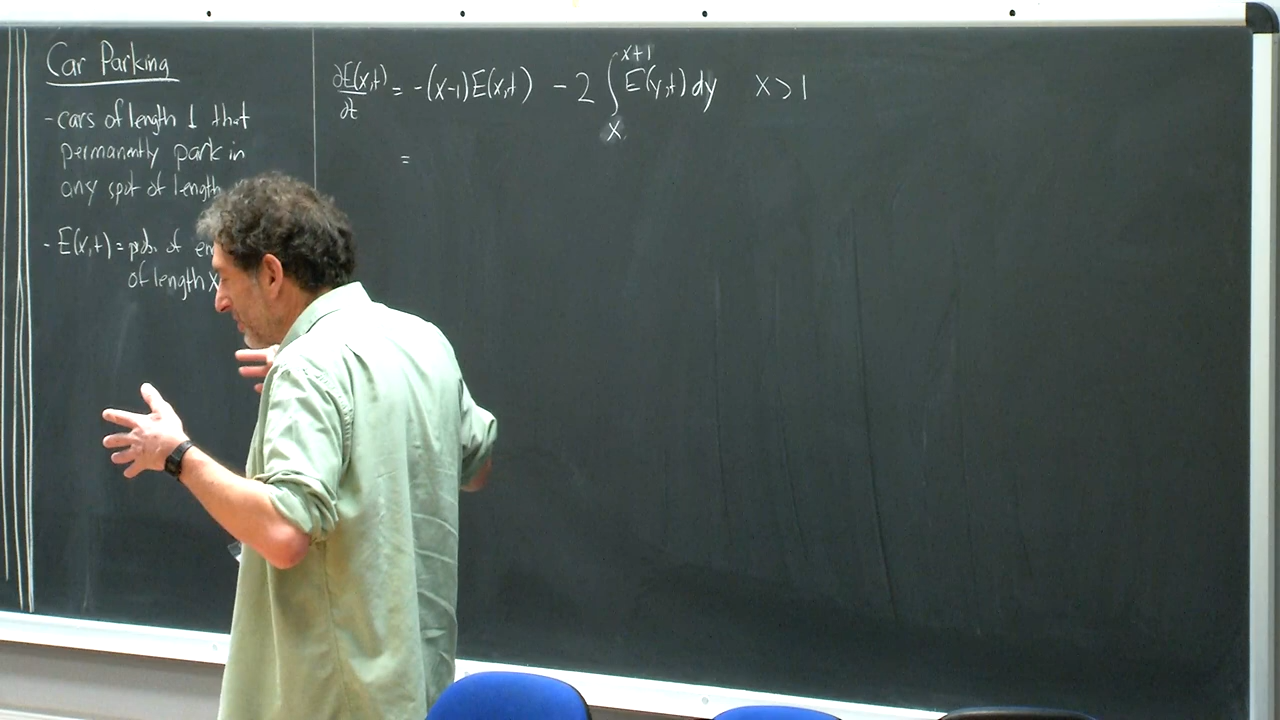 Car Parking
- cars of length 1 that
permanently park in
any spot of length
- E(x,t) = prob. of
of length x
∂E(x,t)/∂t = -(x-1)E(x,t) - 2 ∫_x^{x+1} E(y,t) dy x > 1
=